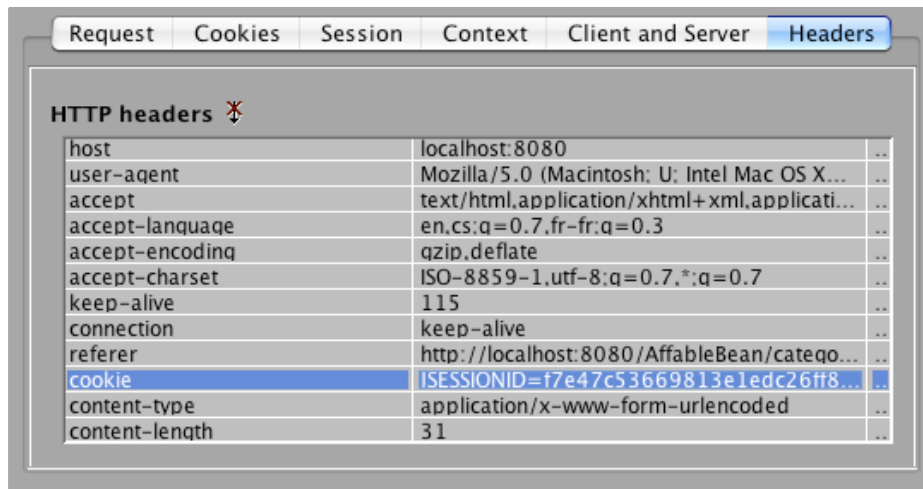 Request Cookies Session Context Client and Server Headers
HTTP headers
host localhost:8080 ..
user-agent Mozilla/5.0 (Macintosh; U; Intel Mac OS X... ..
accept text/html,application/xhtml+xml,applicati... ..
accept-language en,cs;q=0.7,fr-fr;q=0.3 ..
accept-encoding gzip,deflate ..
accept-charset ISO-8859-1,utf-8;q=0.7,*;q=0.7 ..
keep-alive 115 ..
connection keep-alive ..
referer http://localhost:8080/AffableBean/catego... ..
cookie JSESSIONID=f7e47c53669813e1edc26ff8... ..
content-type application/x-www-form-urlencoded ..
content-length 31 ..